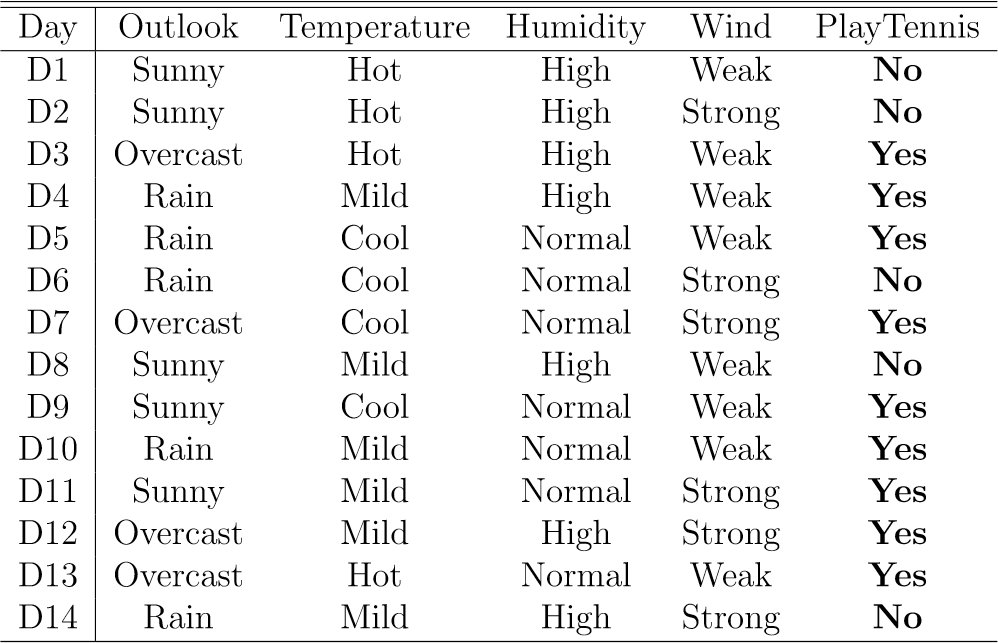 Day Outlook Temperature Humidity Wind PlayTennis
D1 Sunny Hot High Weak No
D2 Sunny Hot High Strong No
D3 Overcast Hot High Weak Yes
D4 Rain Mild High Weak Yes
D5 Rain Cool Normal Weak Yes
D6 Rain Cool Normal Strong No
D7 Overcast Cool Normal Strong Yes
D8 Sunny Mild High Weak No
D9 Sunny Cool Normal Weak Yes
D10 Rain Mild Normal Weak Yes
D11 Sunny Mild Normal Strong Yes
D12 Overcast Mild High Strong Yes
D13 Overcast Hot Normal Weak Yes
D14 Rain Mild High Strong No